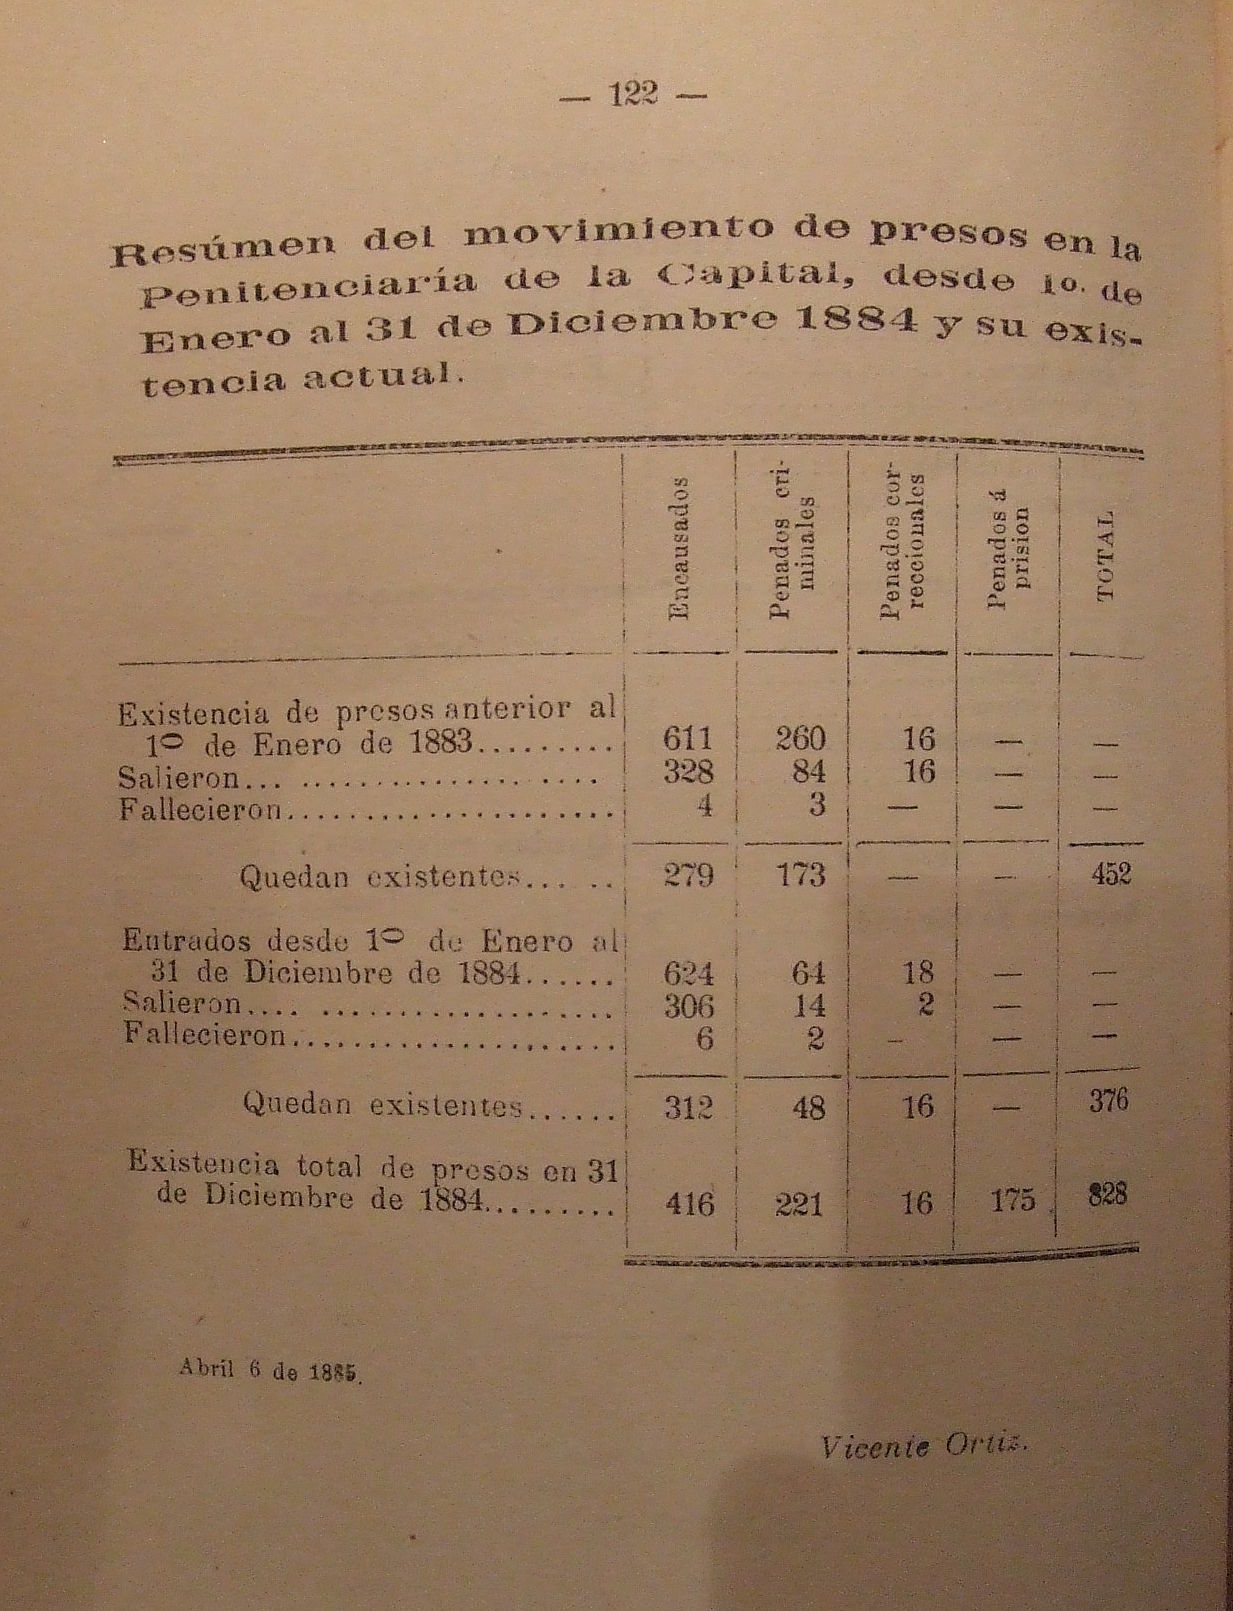 — 122 —
Resúmen del movimiento de presos en la
Penitenciaría de la Capital, desde 1º. de
Enero al 31 de Diciembre 1884 y su exis-
tencia actual.
Encausados
Penados cri-
minales
Penados cor-
reccionales
Penados á
prision
TOTAL
Existencia de presos anterior al
1º de Enero de 1883......... 611 260 16 — —
Salieron... .................... 328 84 16 — —
Fallecieron...................... 4 3 — — —
Quedan existentes... .. 279 173 — — 452
Entrados desde 1º de Enero al
31 de Diciembre de 1884...... 624 64 18 — —
Salieron.... ................... 306 14 2 — —
Fallecieron...................... 6 2 — — —
Quedan existentes...... 312 48 16 — 376
Existencia total de presos en 31
de Diciembre de 1884......... 416 221 16 175 828
Abril 6 de 1885.
Vicente Ortiz.